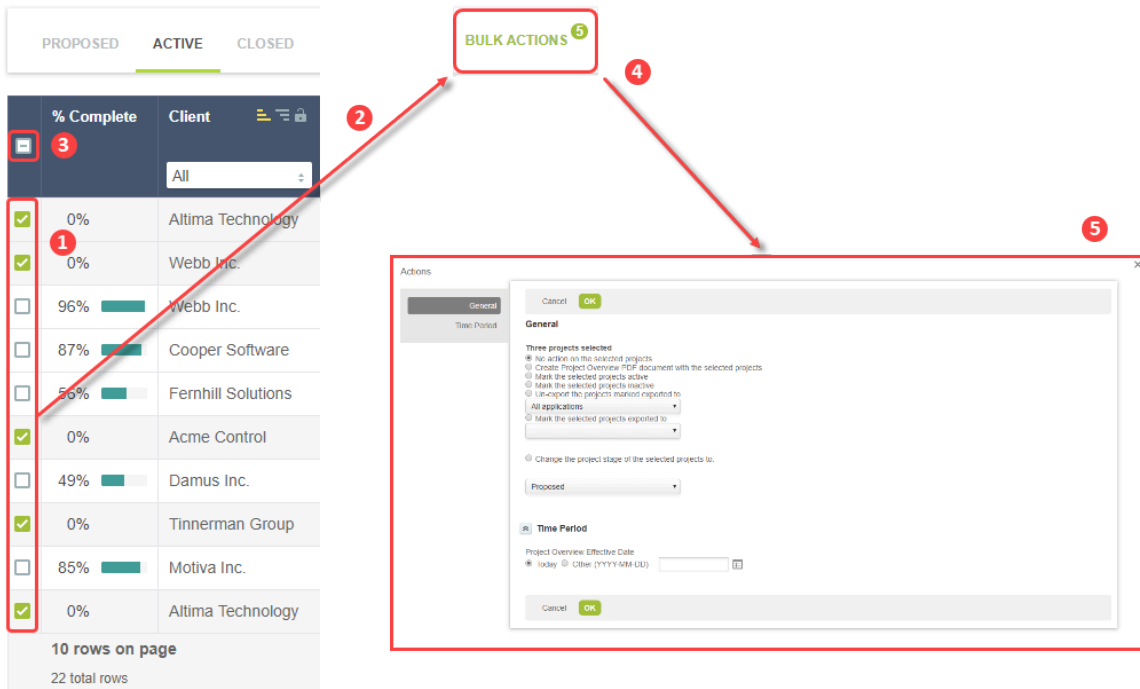 PROPOSED ACTIVE CLOSED
BULK ACTIONS 5
4
2
% Complete Client
3
All
0% Altima Technology
1
0% Webb Inc.
96% Webb Inc.
87% Cooper Software
56% Fernhill Solutions
0% Acme Control
49% Damus Inc.
0% Tinnerman Group
85% Motiva Inc.
0% Altima Technology
10 rows on page
22 total rows
5
Actions
General
Time Period
Cancel OK
General
Three projects selected
No action on the selected projects
Create Project Overview PDF document with the selected projects
Mark the selected projects active
Mark the selected projects inactive
Un-export the projects marked exported to
All applications
Mark the selected projects exported to
Change the project stage of the selected projects to:
Proposed
Time Period
Project Overview Effective Date
Today Other (YYYY-MM-DD)
Cancel OK